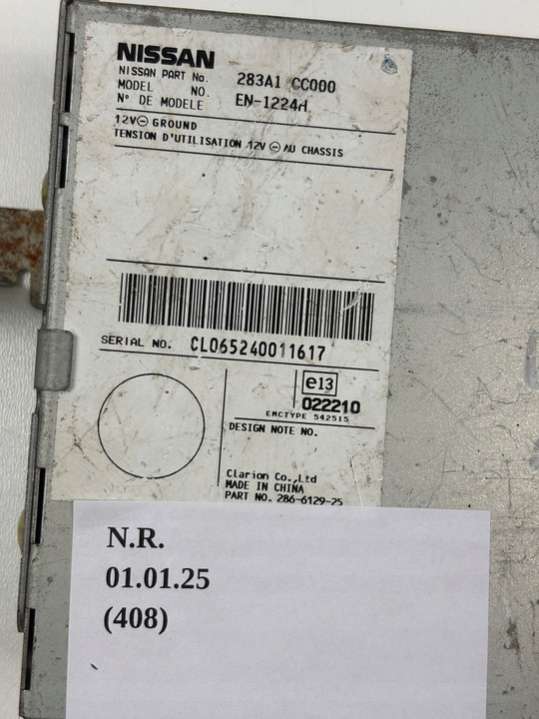 NISSAN
NISSAN PART No. 283A1 CC000
MODEL NO. EN-1224H
N° DE MODELE
12V⊖ GROUND
TENSION D'UTILISATION 12V ⊖ AU CHASSIS
SERIAL NO. CL065240011617
e13
022210
EMCTYPE 542515
DESIGN NOTE NO.
Clarion Co.,Ltd
MADE IN CHINA
PART NO. 286-6129-25
N.R.
01.01.25
(408)